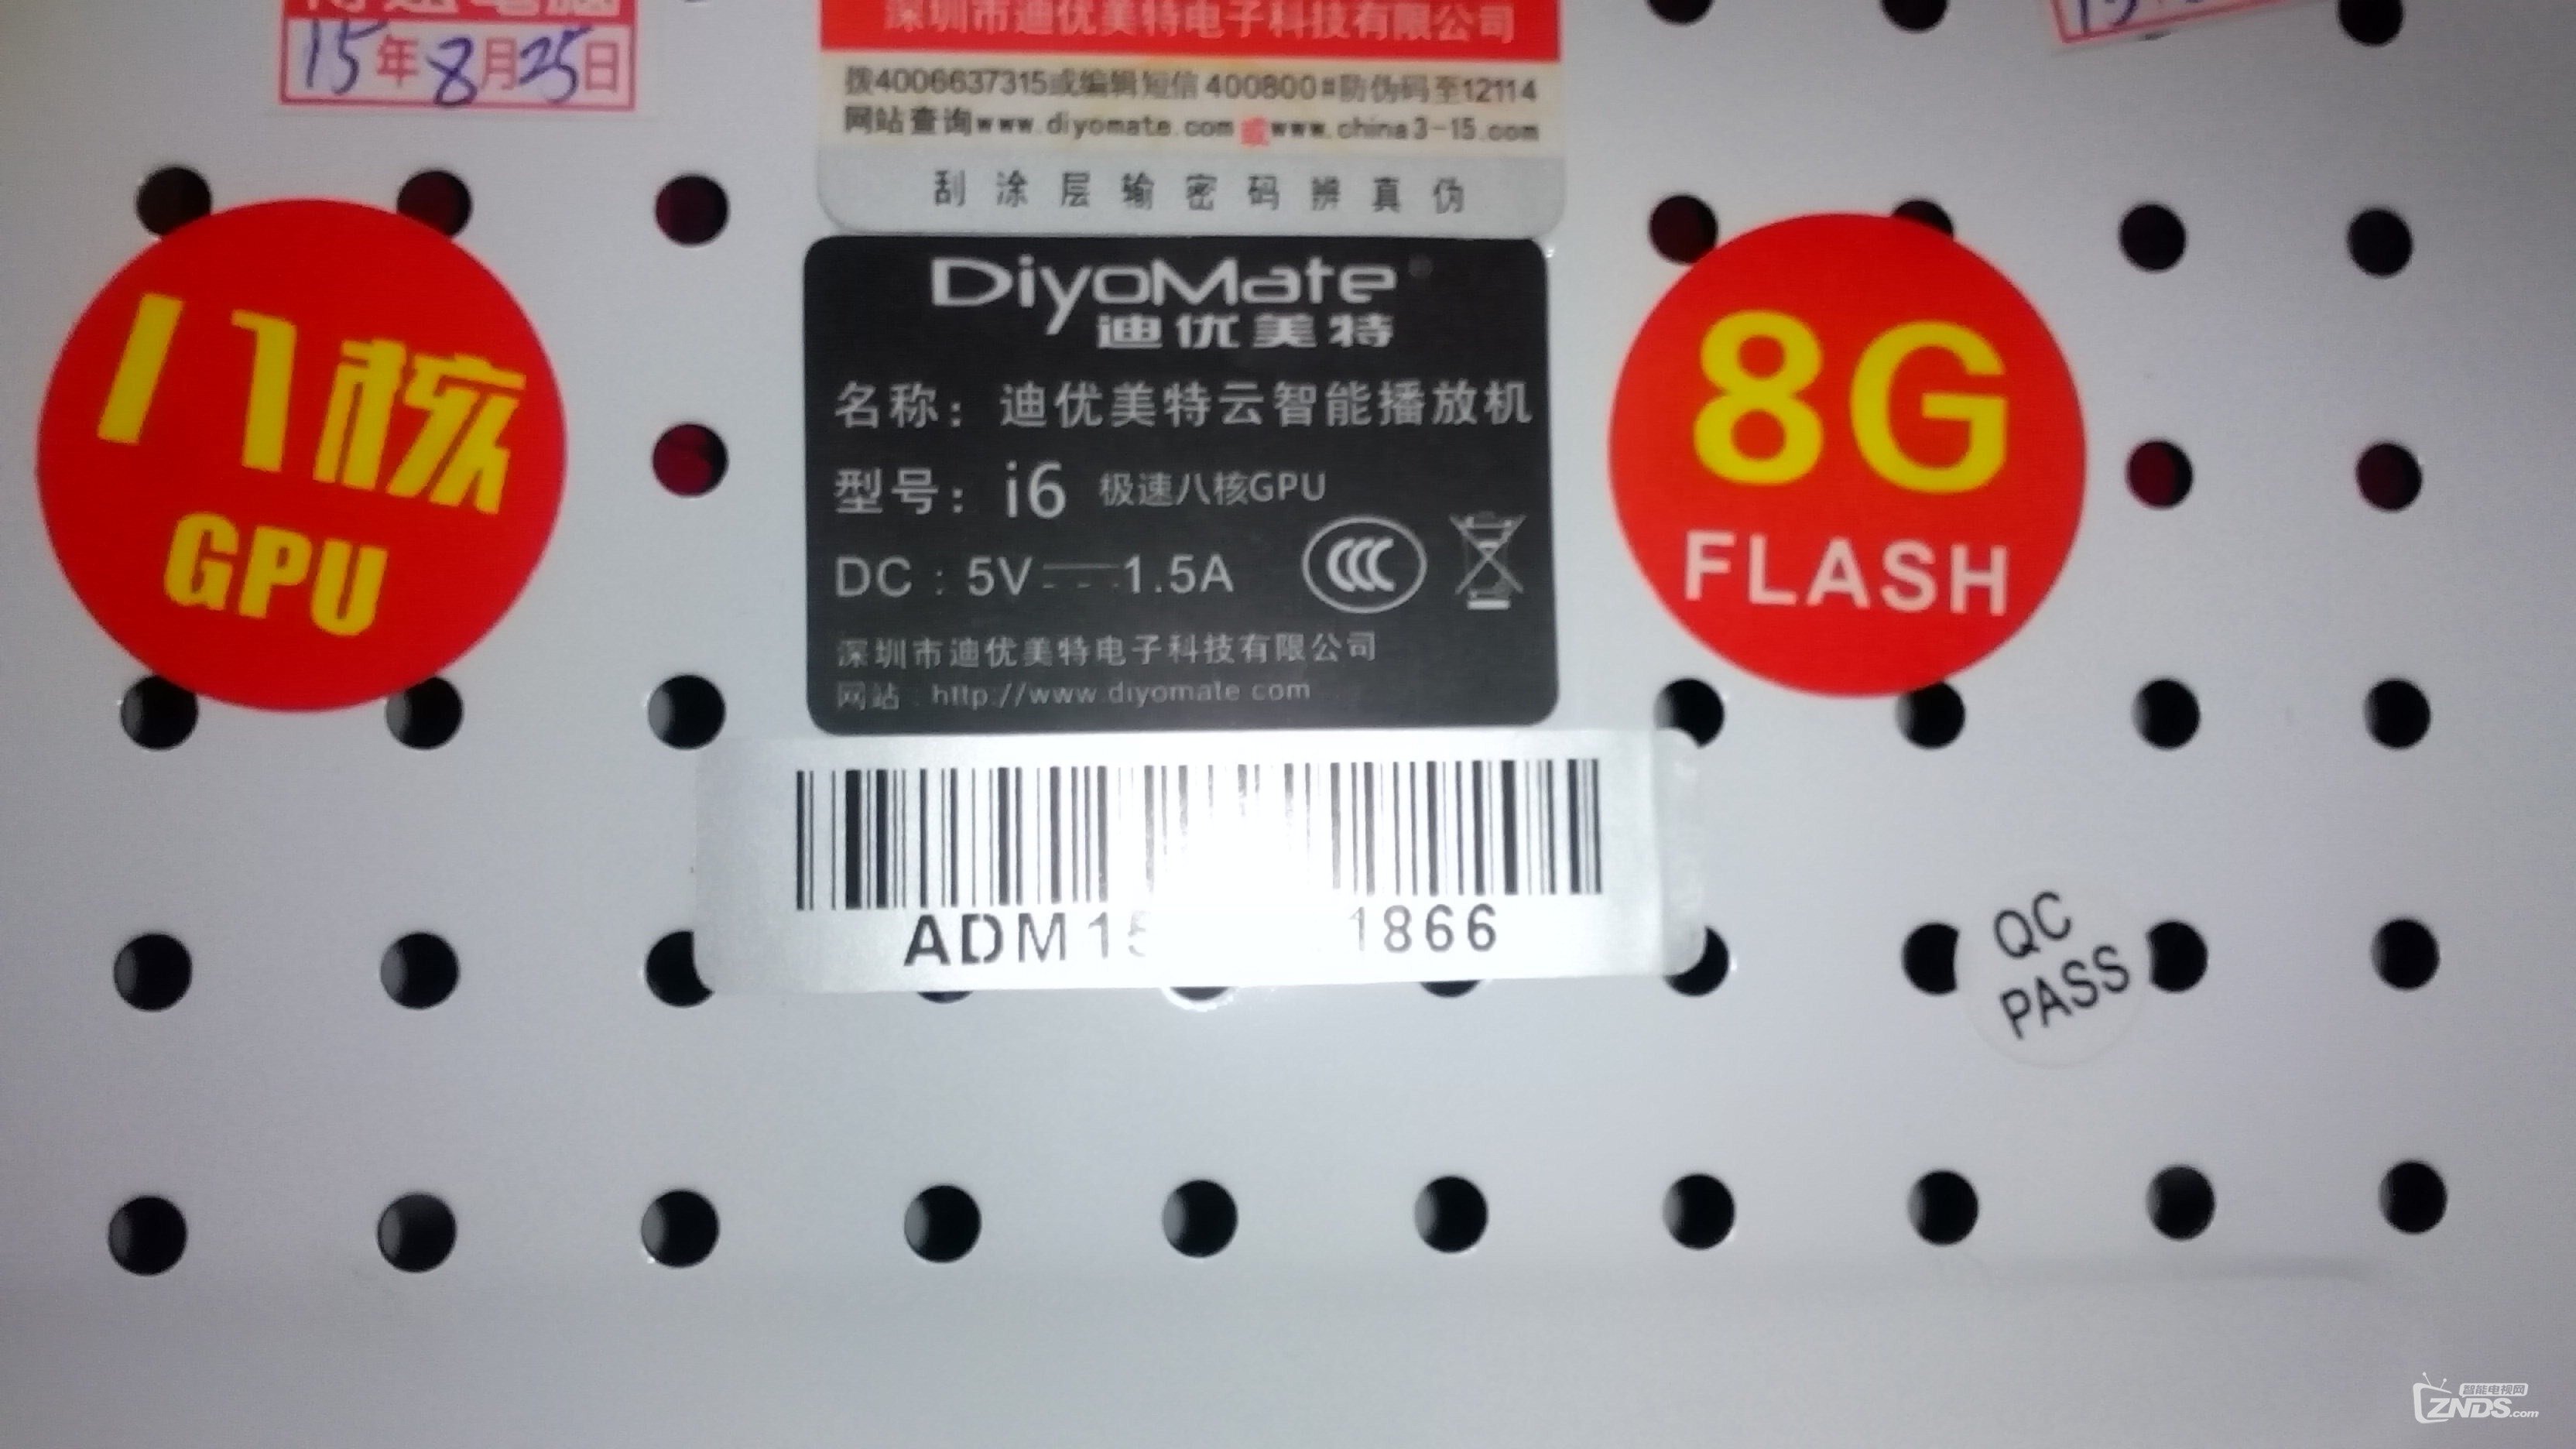 15年8月25日
深圳市迪优美特电子科技有限公司
拨4006637315或编辑短信400800#防伪码至12114
网站查询www.diyomate.com或www.china3-15.com
刮涂层输密码辨真伪
八核
GPU
DiyoMate
迪优美特
名称：迪优美特云智能播放机
型号：i6 极速八核GPU
DC：5V 1.5A
深圳市迪优美特电子科技有限公司
网站：http://www.diyomate.com
8G
FLASH
ADM15 1866
QC
PASS
智能电视网
ZNDS.com